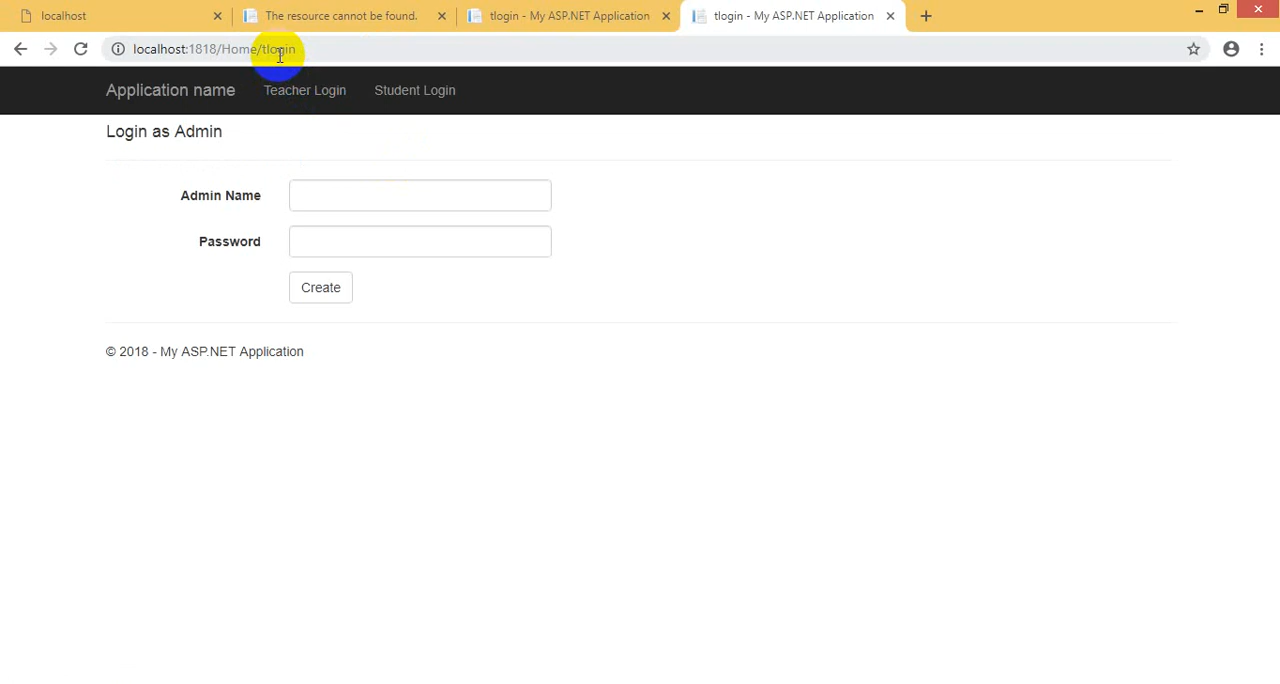 localhost
The resource cannot be found.
tlogin - My ASP.NET Application
tlogin - My ASP.NET Application
localhost:1818/Home/tlogin
Application name
Teacher Login
Student Login
Login as Admin
Admin Name
Password
Create
© 2018 - My ASP.NET Application